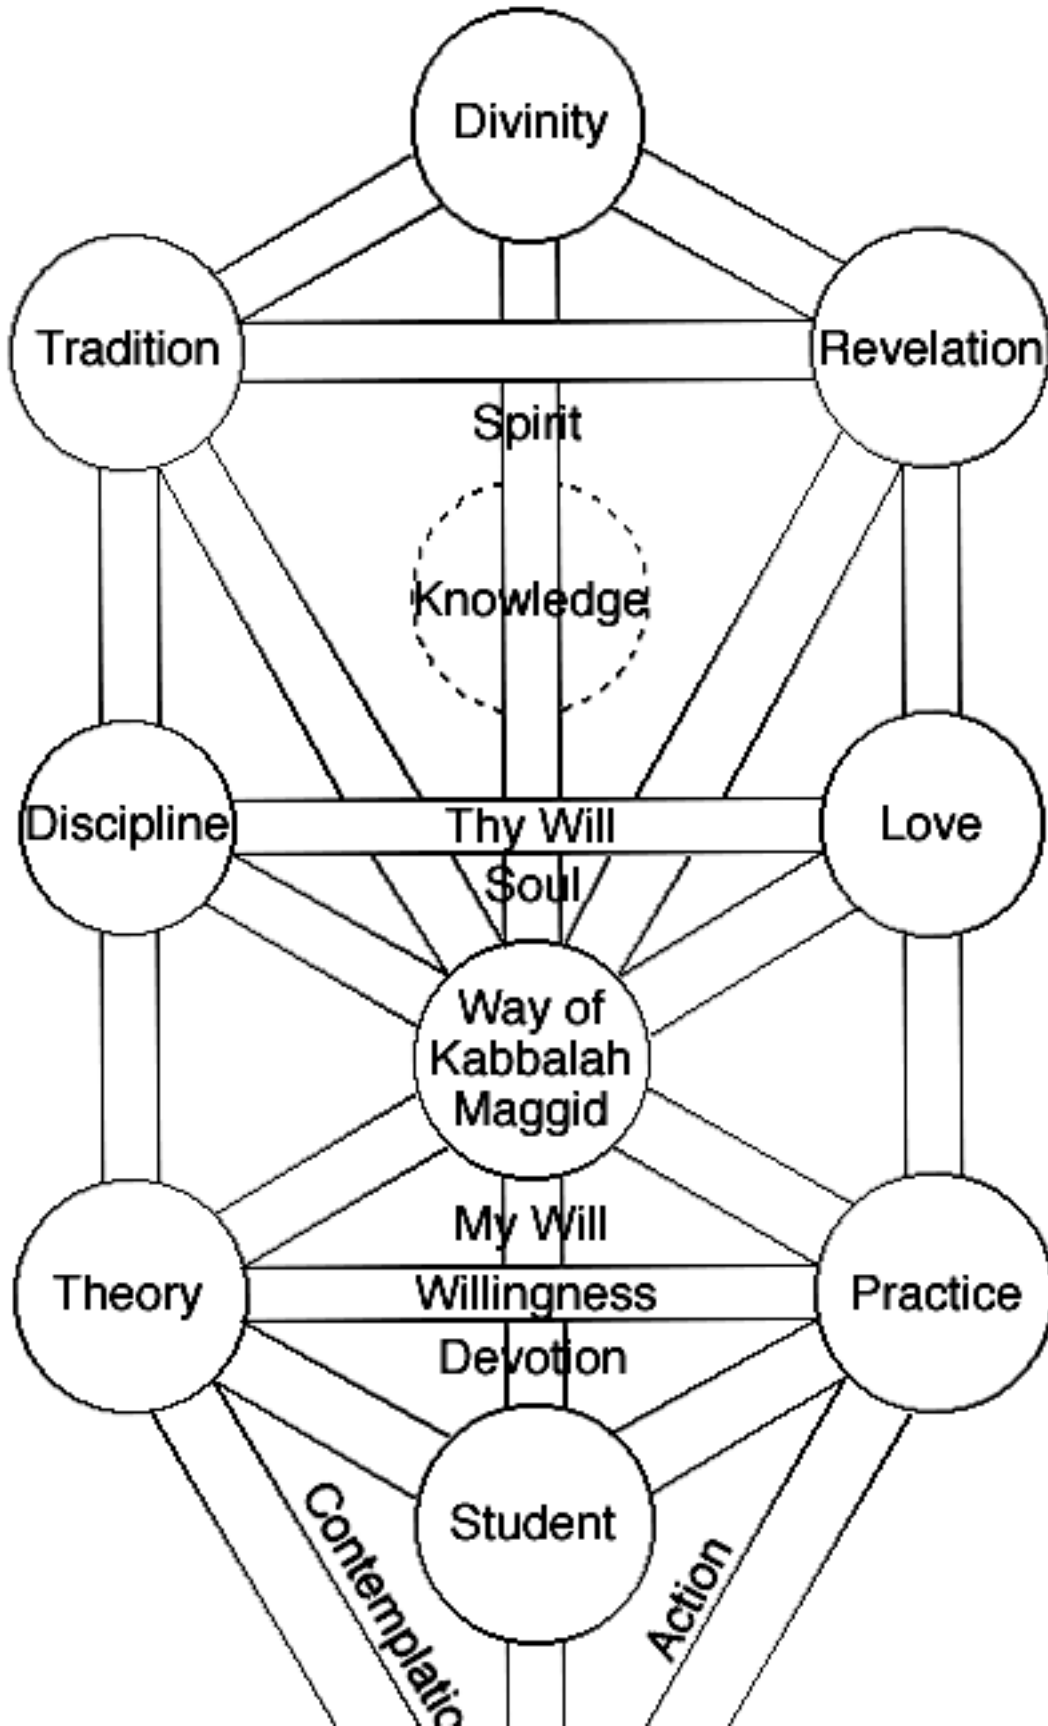 Divinity
Tradition
Revelation
Spirit
Knowledge
Discipline
Thy Will
Love
Soul
Way of
Kabbalah
Maggid
My Will
Theory
Willingness
Practice
Devotion
Student
Contemplatio
Action